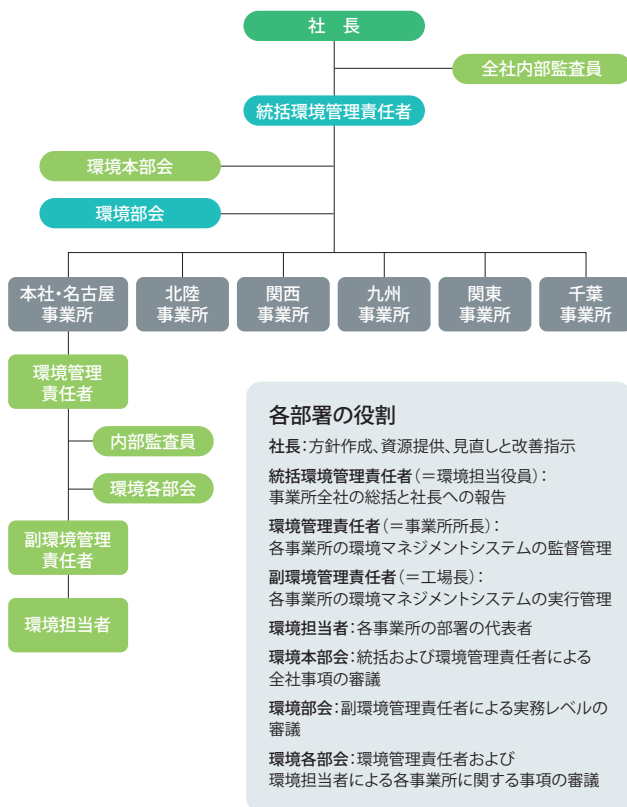 社 長
全社内部監査員
統括環境管理責任者
環境本部会
環境部会
本社・名古屋
事業所
北陸
事業所
関西
事業所
九州
事業所
関東
事業所
千葉
事業所
環境管理
責任者
内部監査員
環境各部会
副環境管理
責任者
環境担当者
各部署の役割
社長：方針作成、資源提供、見直しと改善指示
統括環境管理責任者（＝環境担当役員）：
事業所全社の総括と社長への報告
環境管理責任者（＝事業所所長）：
各事業所の環境マネジメントシステムの監督管理
副環境管理責任者（＝工場長）：
各事業所の環境マネジメントシステムの実行管理
環境担当者：各事業所の部署の代表者
環境本部会：統括および環境管理責任者による
全社事項の審議
環境部会：副環境管理責任者による実務レベルの
審議
環境各部会：環境管理責任者および
環境担当者による各事業所に関する事項の審議